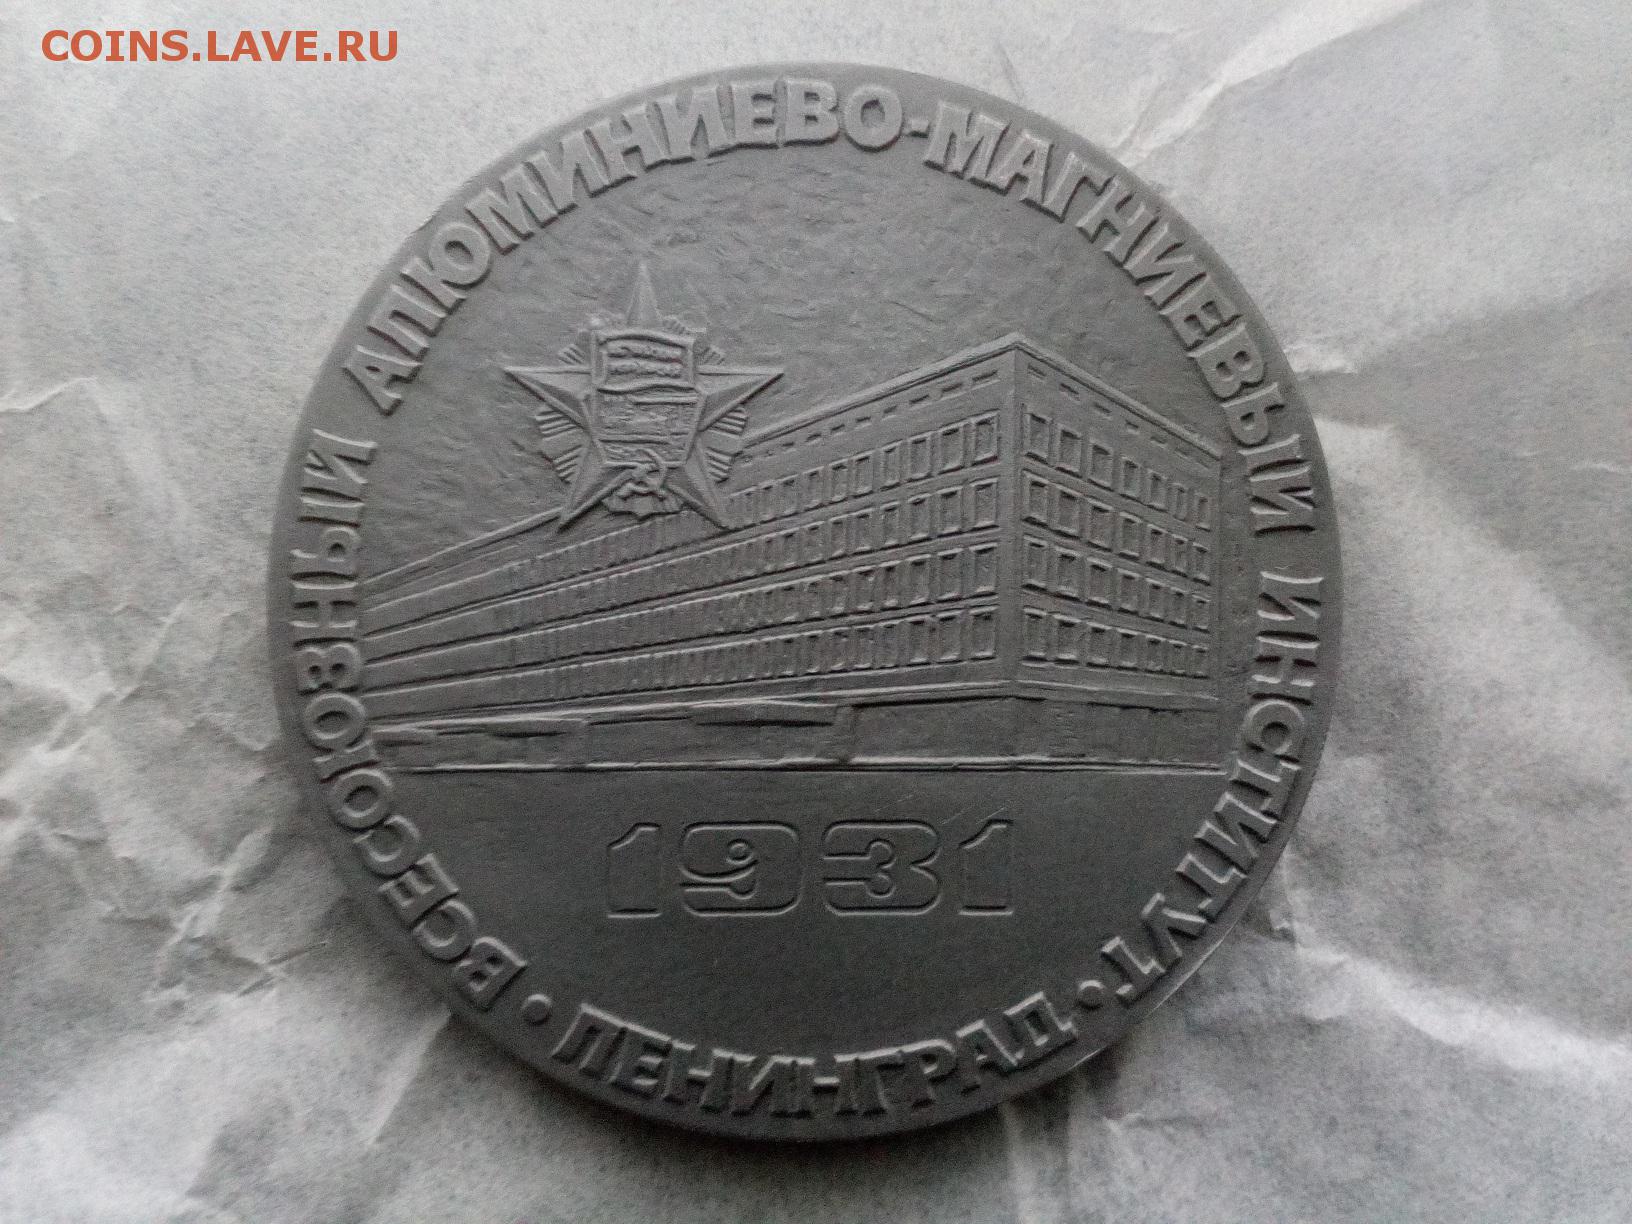 COINS.LAVE.RU
ВСЕСОЮЗНЫЙ АЛЮМИНИЕВО-МАГНИЕВЫЙ ИНСТИТУТ
1931
• ЛЕНИНГРАД •